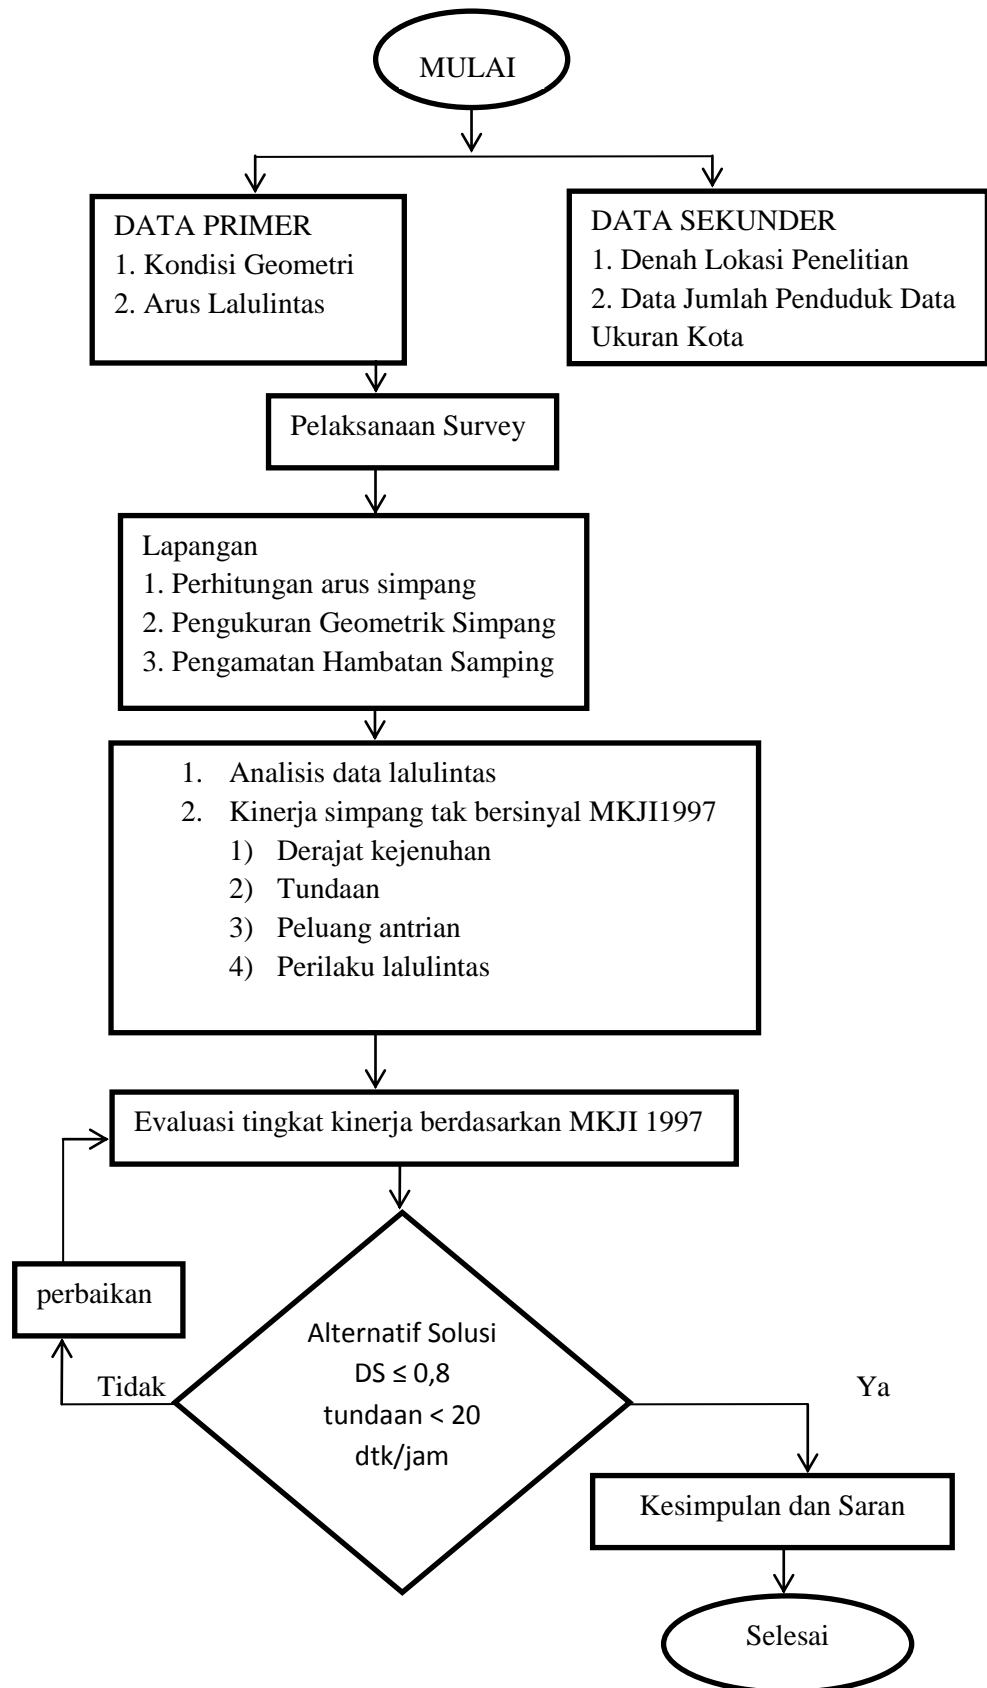 MULAI
DATA PRIMER
1. Kondisi Geometri
2. Arus Lalulintas
DATA SEKUNDER
1. Denah Lokasi Penelitian
2. Data Jumlah Penduduk Data
Ukuran Kota
Pelaksanaan Survey
Lapangan
1. Perhitungan arus simpang
2. Pengukuran Geometrik Simpang
3. Pengamatan Hambatan Samping
1. Analisis data lalulintas
2. Kinerja simpang tak bersinyal MKJI1997
1) Derajat kejenuhan
2) Tundaan
3) Peluang antrian
4) Perilaku lalulintas
Evaluasi tingkat kinerja berdasarkan MKJI 1997
perbaikan
Alternatif Solusi
DS ≤ 0,8
tundaan < 20
dtk/jam
Tidak
Ya
Kesimpulan dan Saran
Selesai